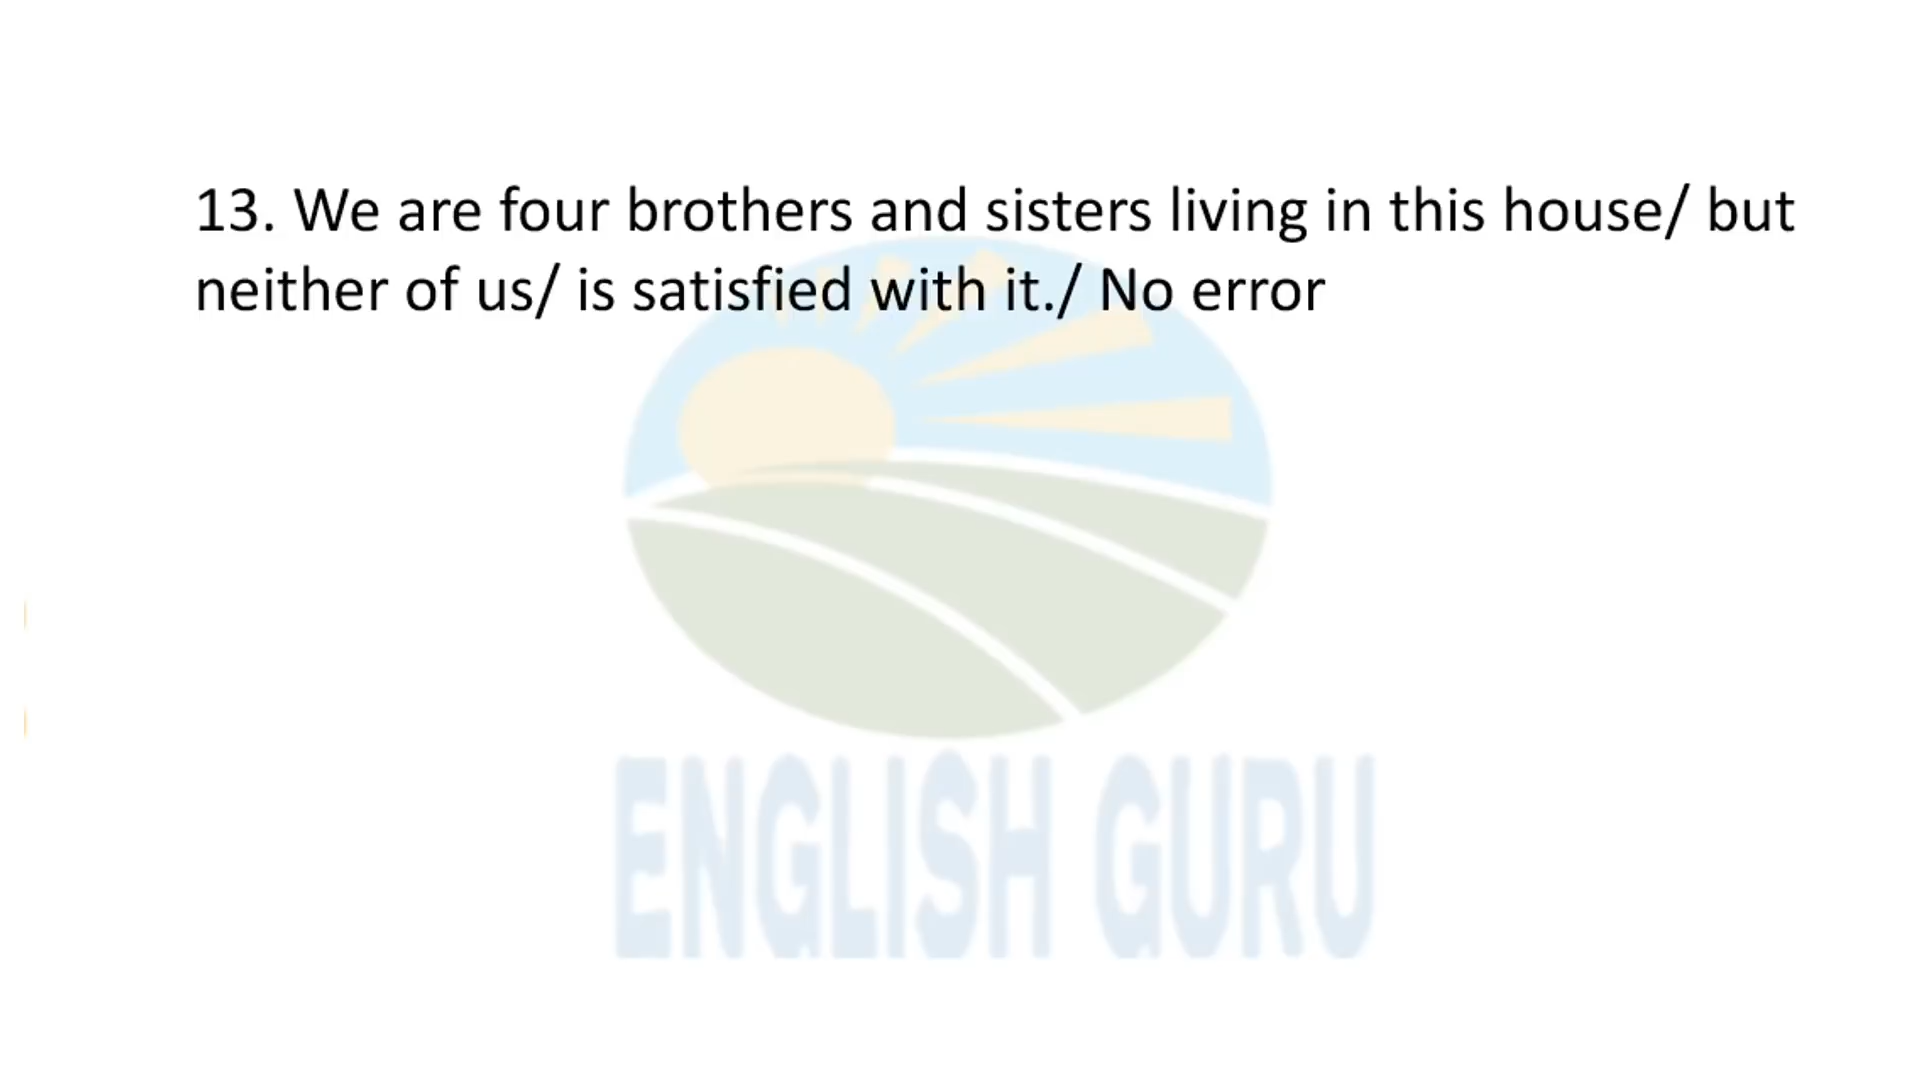 13. We are four brothers and sisters living in this house/ but
neither of us/ is satisfied with it./ No error
ENGLISH GURU